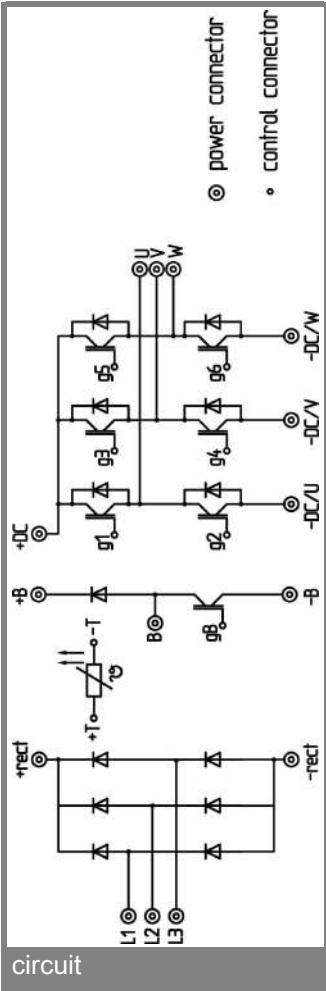 power connector
control connector
U
V
W
g5
g6
-DC/W
g3
g4
-DC/V
+DC
g1
g2
-DC/U
+B
B
gB
-B
-T
+T
ϑ
+rect
-rect
L1
L2
L3
circuit